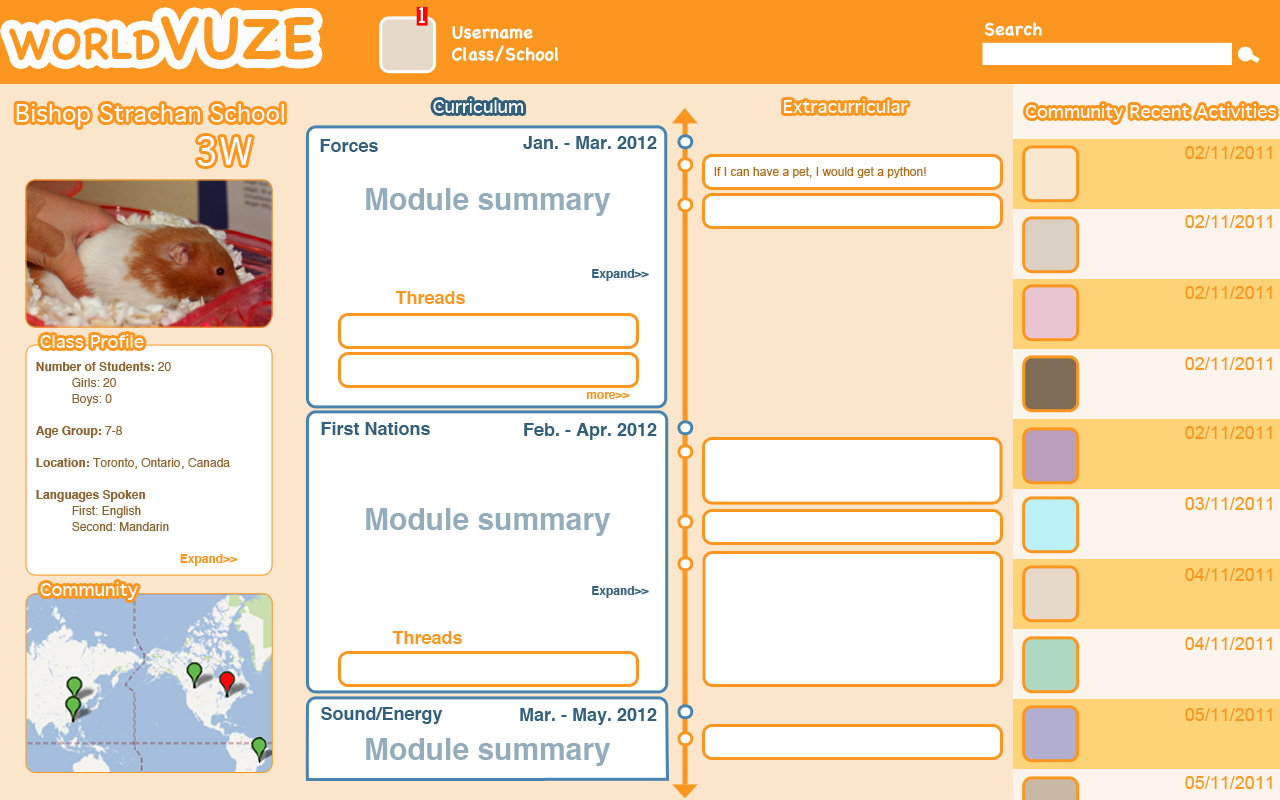 WORLDVUZE
1
Username
Class/School
Search
Bishop Strachan School
3W
Class Profile
Number of Students: 20
Girls: 20
Boys: 0
Age Group: 7-8
Location: Toronto, Ontario, Canada
Languages Spoken
First: English
Second: Mandarin
Expand>>
Community
Curriculum
Forces
Jan. - Mar. 2012
Module summary
Expand>>
Threads
more>>
First Nations
Feb. - Apr. 2012
Module summary
Expand>>
Threads
Sound/Energy
Mar. - May. 2012
Module summary
Extracurricular
If I can have a pet, I would get a python!
Community Recent Activities
02/11/2011
02/11/2011
02/11/2011
02/11/2011
02/11/2011
03/11/2011
04/11/2011
04/11/2011
05/11/2011
05/11/2011